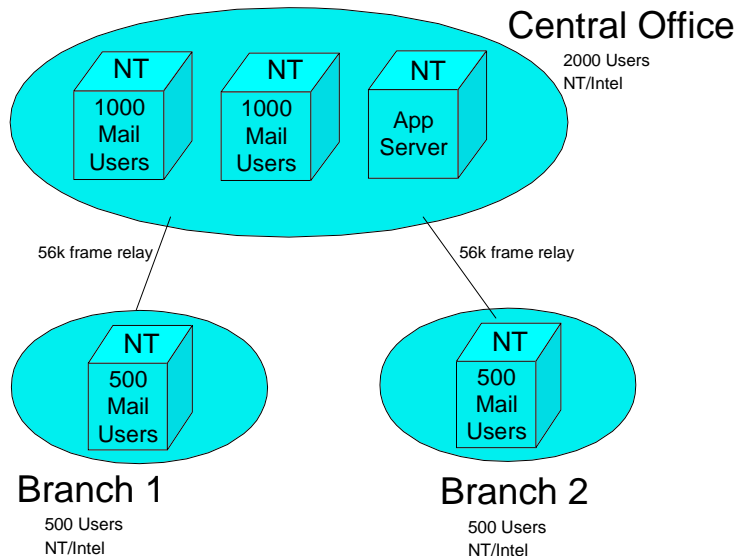 Central Office
2000 Users
NT/Intel
NT
1000
Mail
Users
NT
1000
Mail
Users
NT
App
Server
56k frame relay
56k frame relay
NT
500
Mail
Users
NT
500
Mail
Users
Branch 1
500 Users
NT/Intel
Branch 2
500 Users
NT/Intel